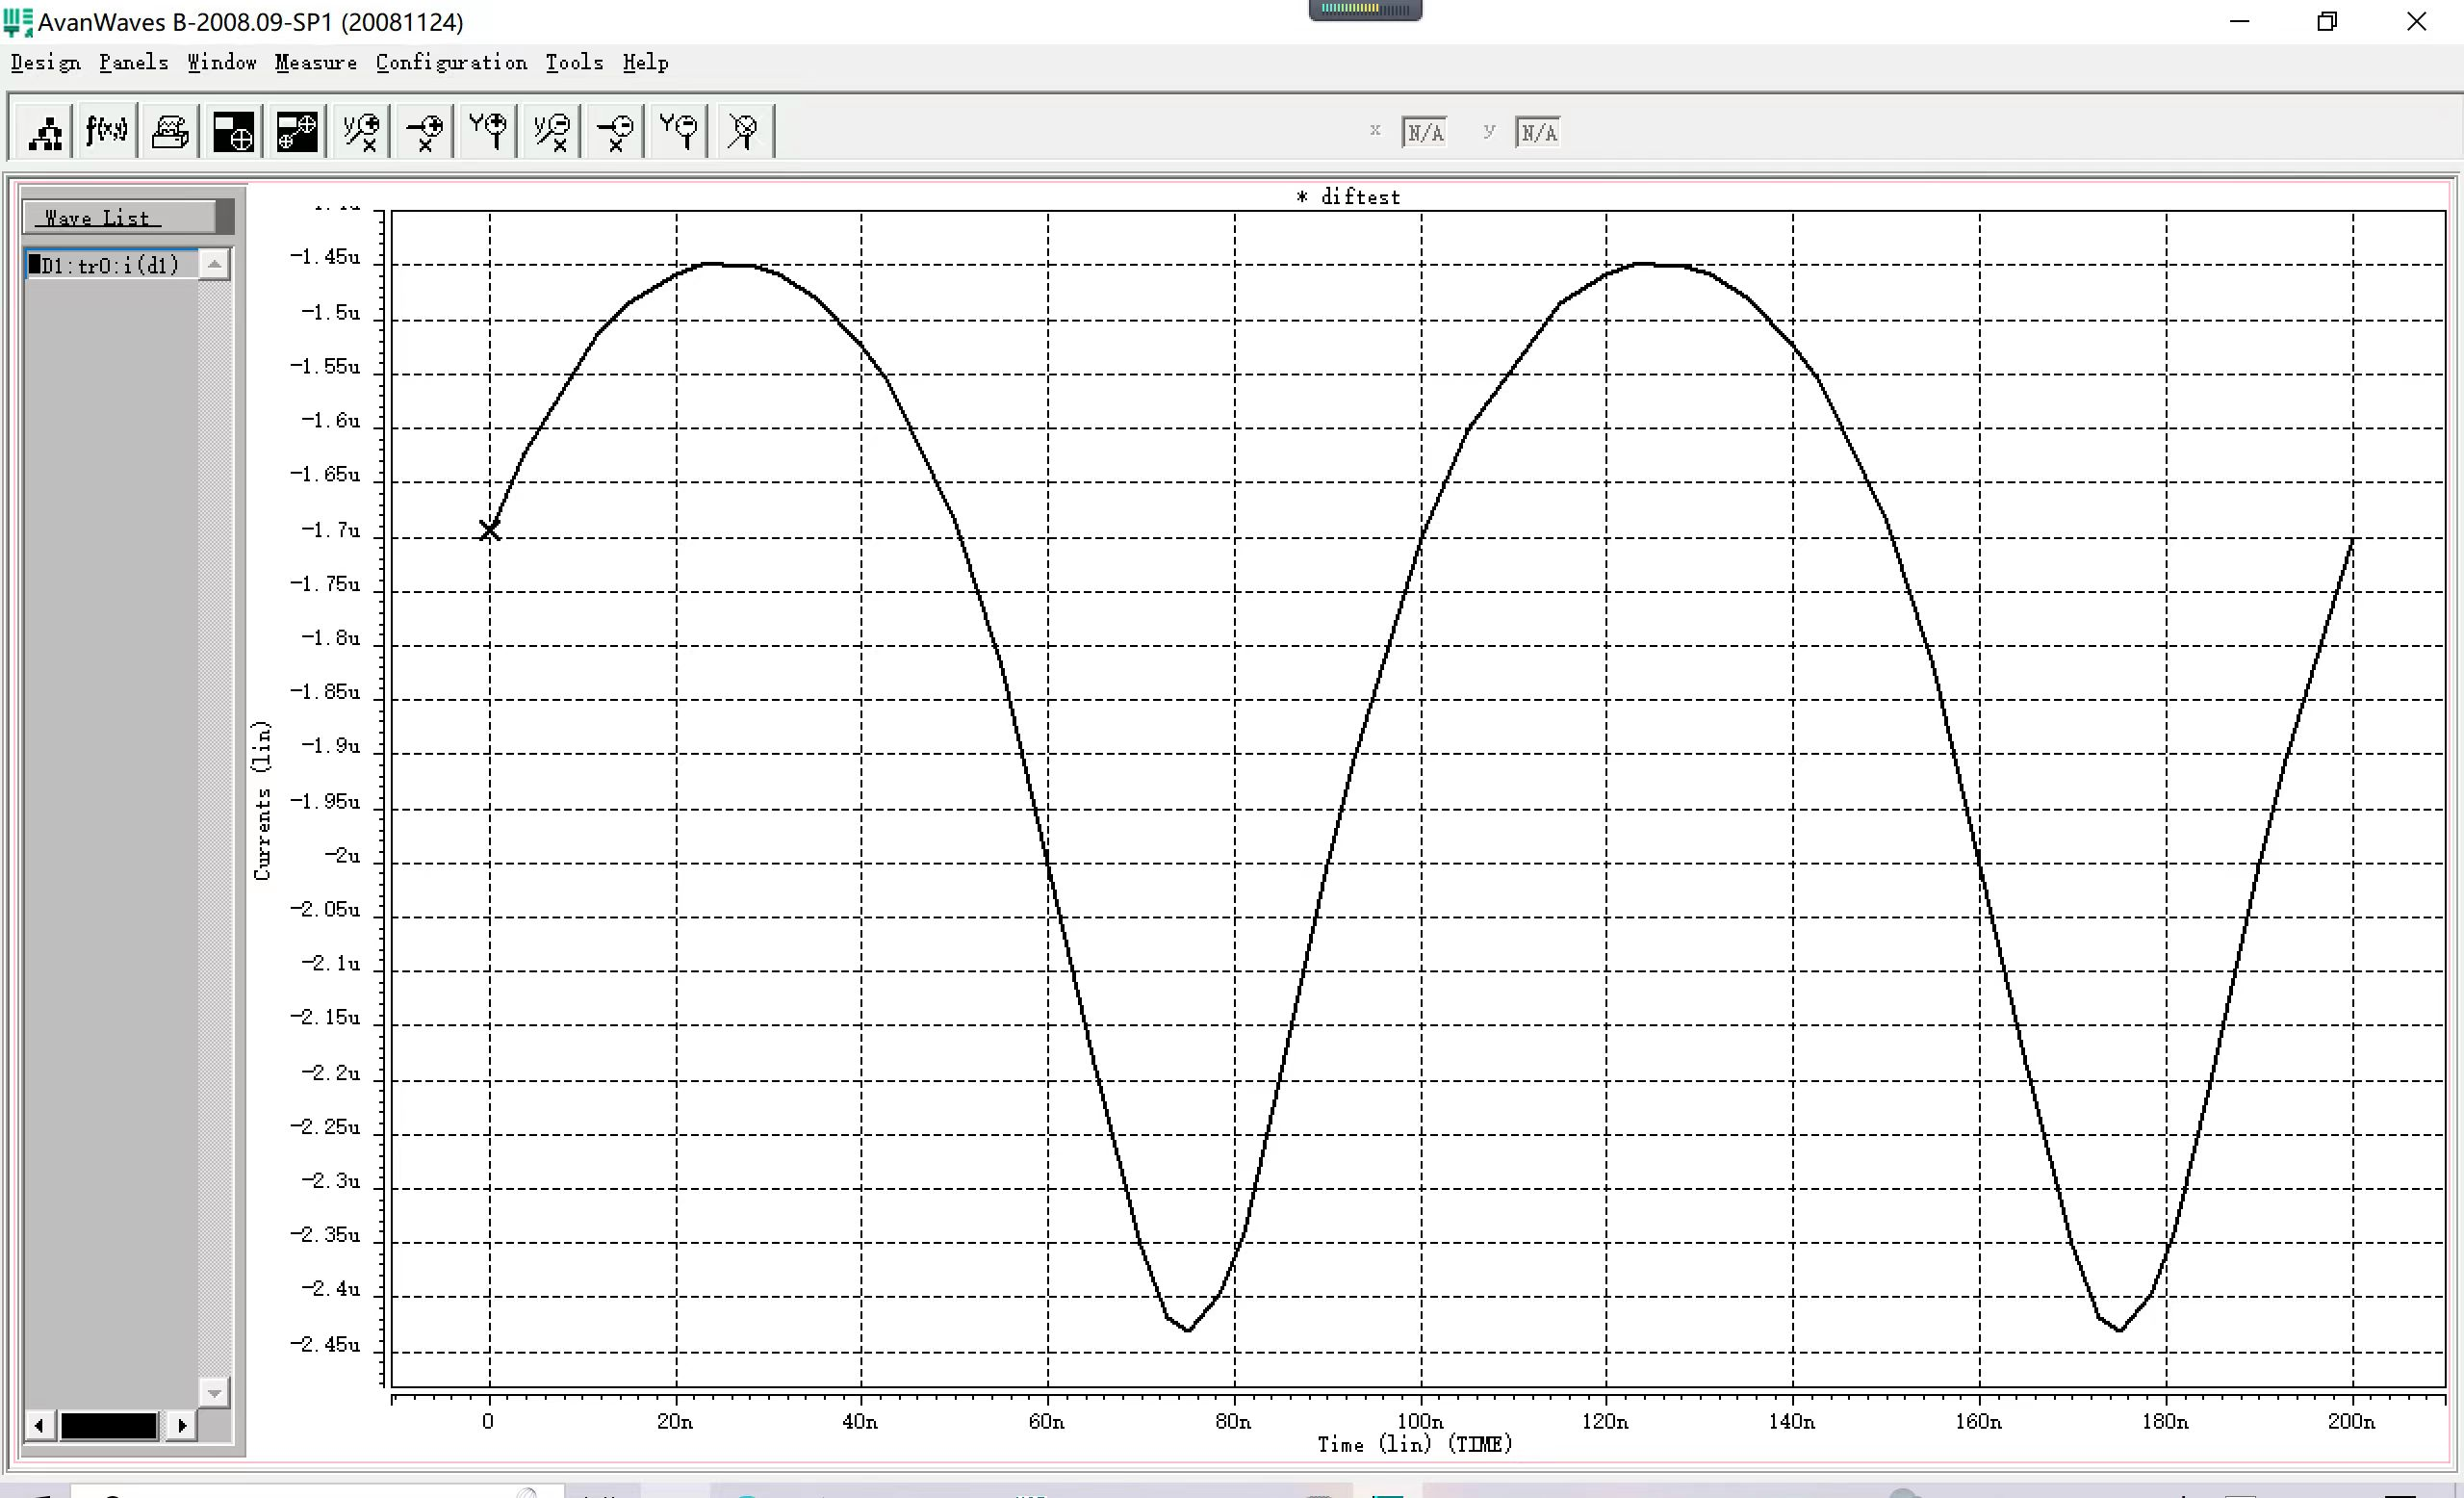 AvanWaves B-2008.09-SP1 (20081124)
Design Panels Window Measure Configuration Tools Help
f(x,y)
x N/A y N/A
* diftest
Wave List
D1:tr0:i(d1)
-1.45u
-1.5u
-1.55u
-1.6u
-1.65u
-1.7u
-1.75u
-1.8u
-1.85u
-1.9u
-1.95u
-2u
-2.05u
-2.1u
-2.15u
-2.2u
-2.25u
-2.3u
-2.35u
-2.4u
-2.45u
Currents (lin)
0 20n 40n 60n 80n 100n 120n 140n 160n 180n 200n
Time (lin) (TIME)